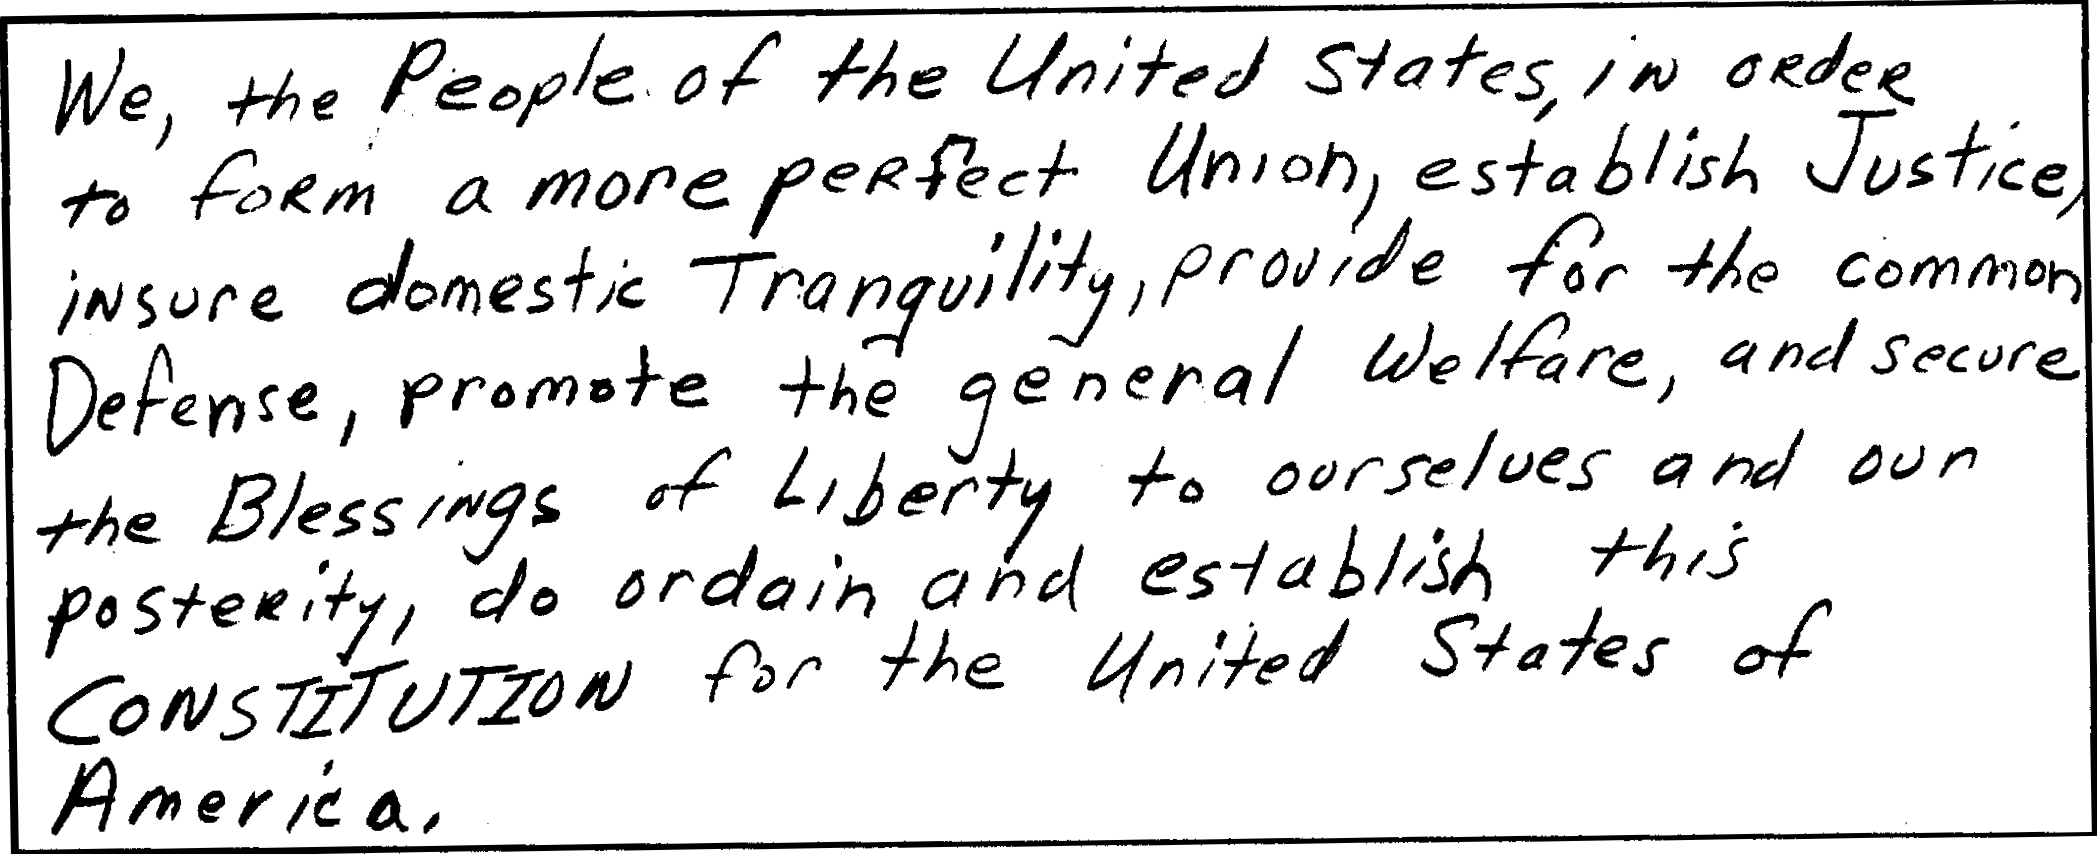 We, the People of the United States, in order
to form a more perfect Union, establish Justice,
insure domestic Tranquility, provide for the common
Defense, promote the general Welfare, and secure
the Blessings of Liberty to ourselves and our
posterity, do ordain and establish this
CONSTITUTION for the United States of
America.